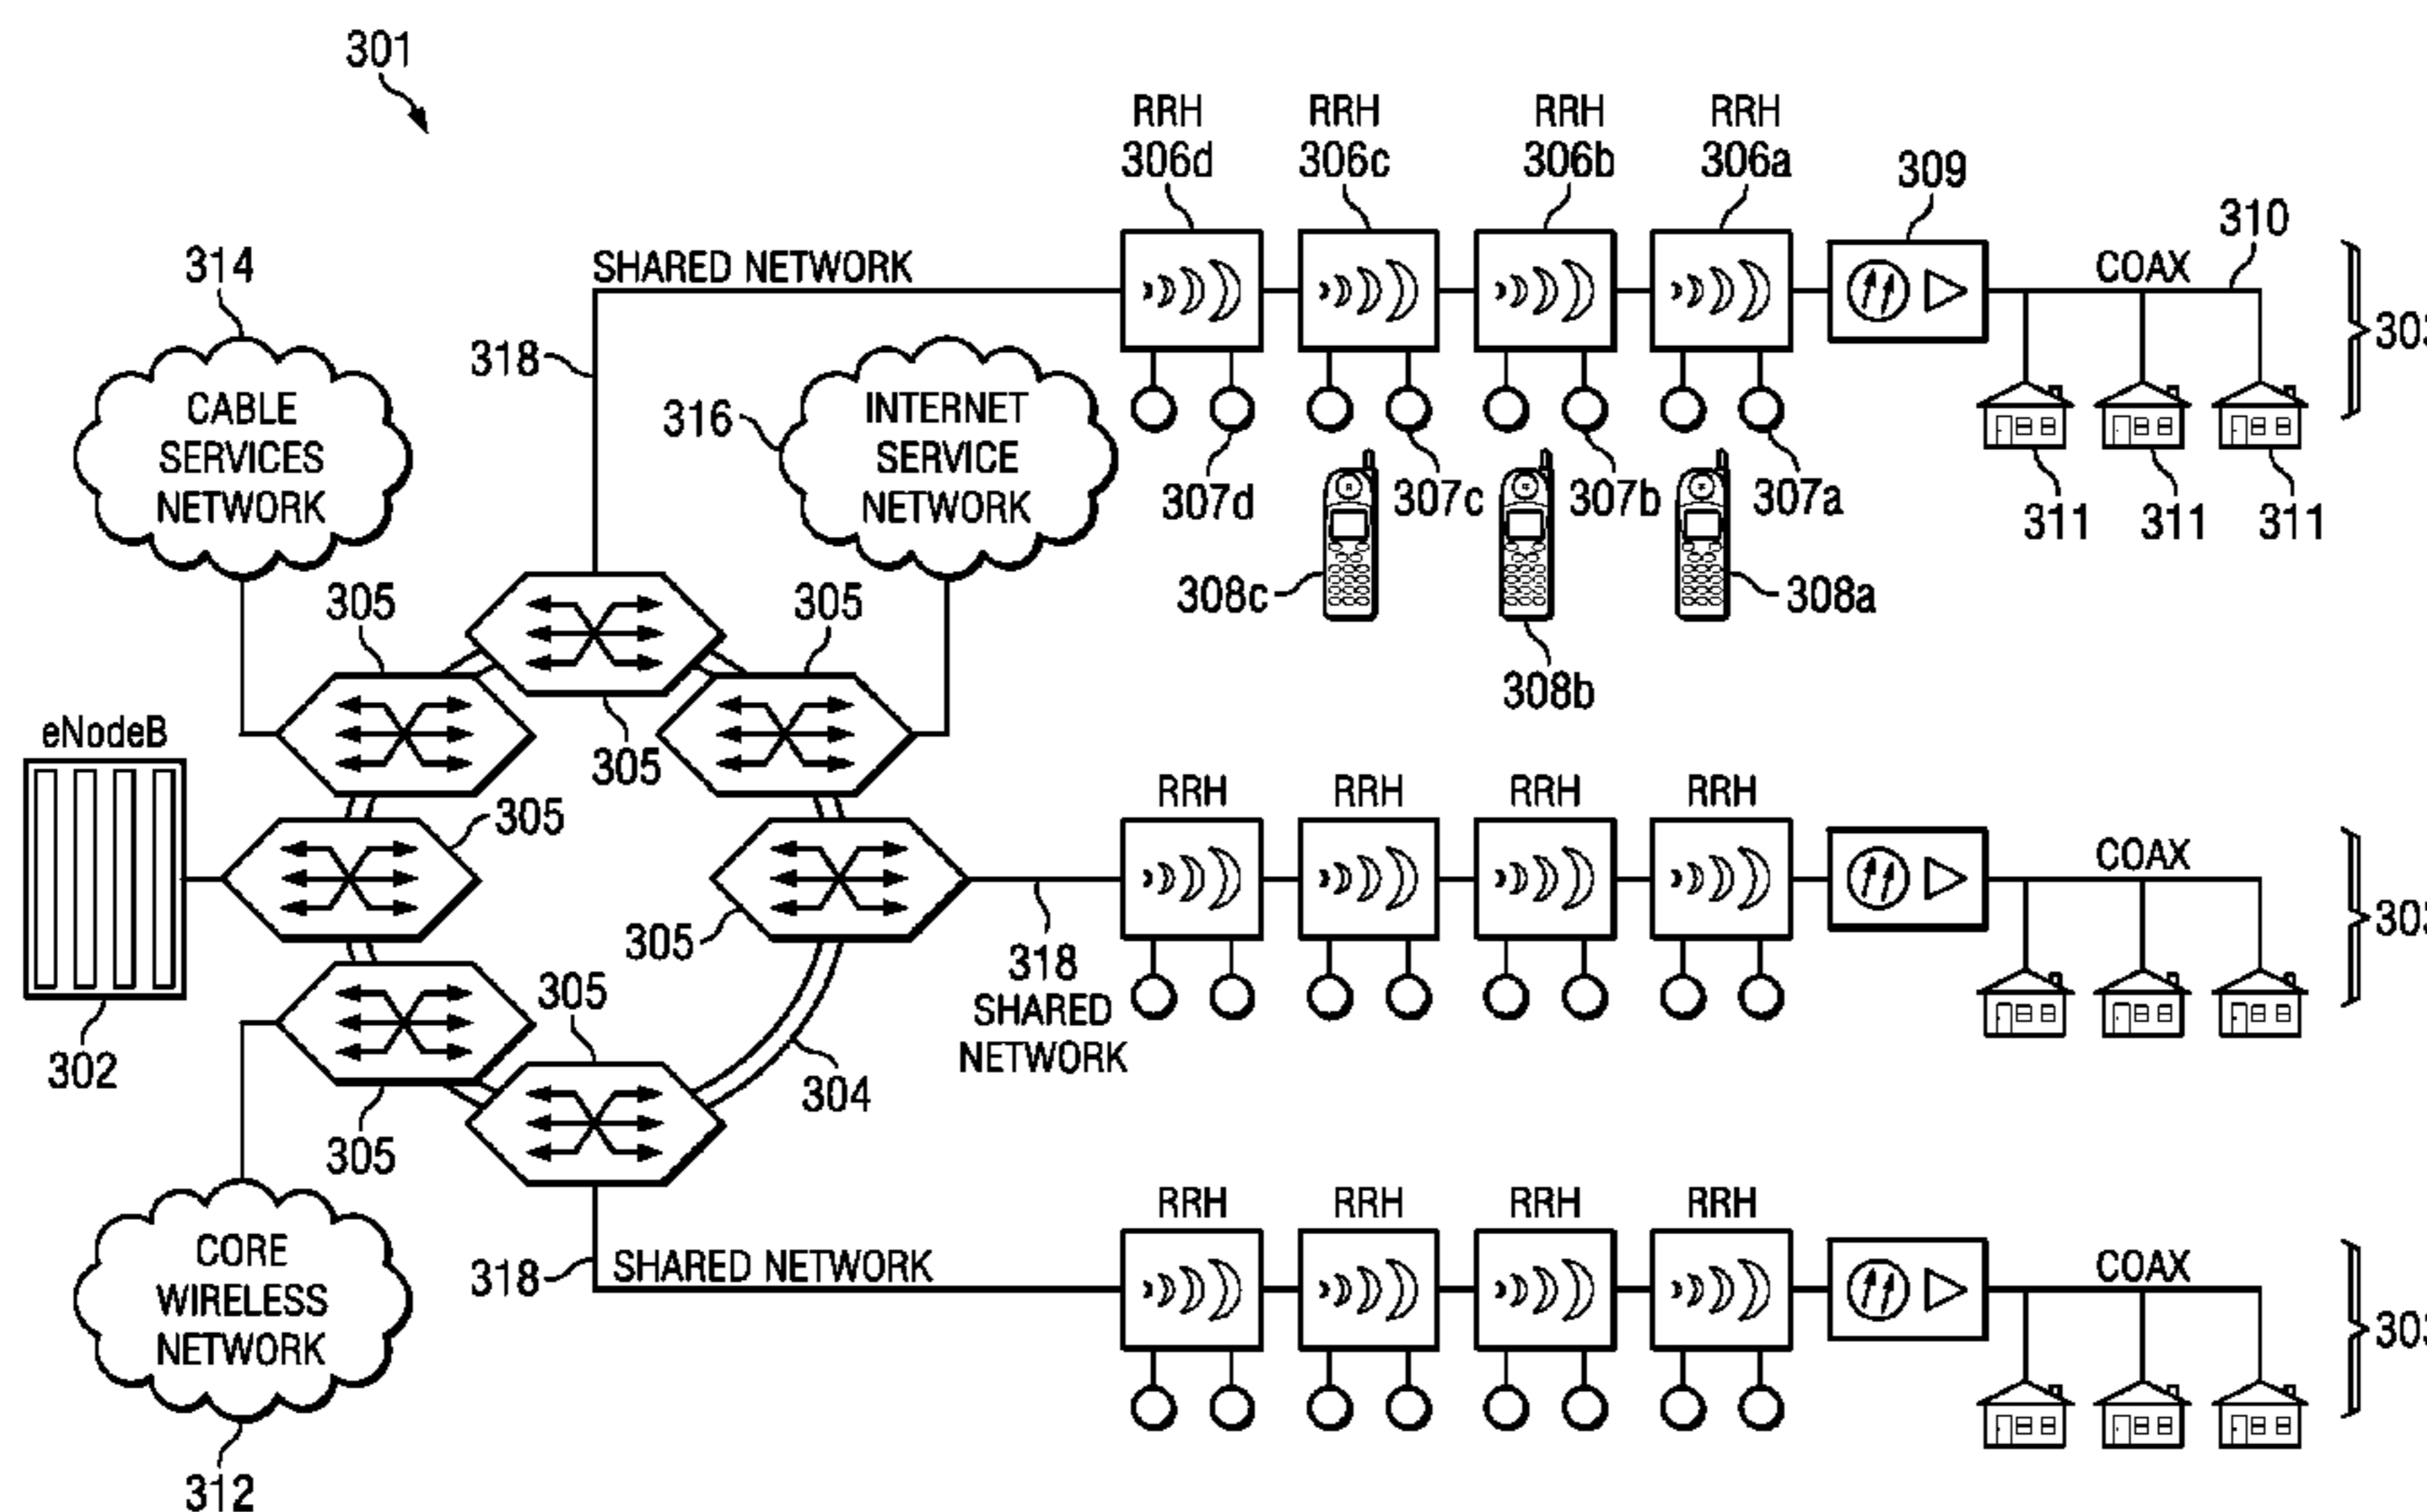 301
RRH
306d
RRH
306c
RRH
306b
RRH
306a
309
310
314
SHARED NETWORK
COAX
318
316
CABLE
SERVICES
NETWORK
INTERNET
SERVICE
NETWORK
307d
307c
307b
307a
311
311
311
308c
308b
308a
305
305
305
eNodeB
305
305
302
305
305
304
318
SHARED
NETWORK
RRH
RRH
RRH
RRH
COAX
312
CORE
WIRELESS
NETWORK
318
SHARED NETWORK
RRH
RRH
RRH
RRH
COAX